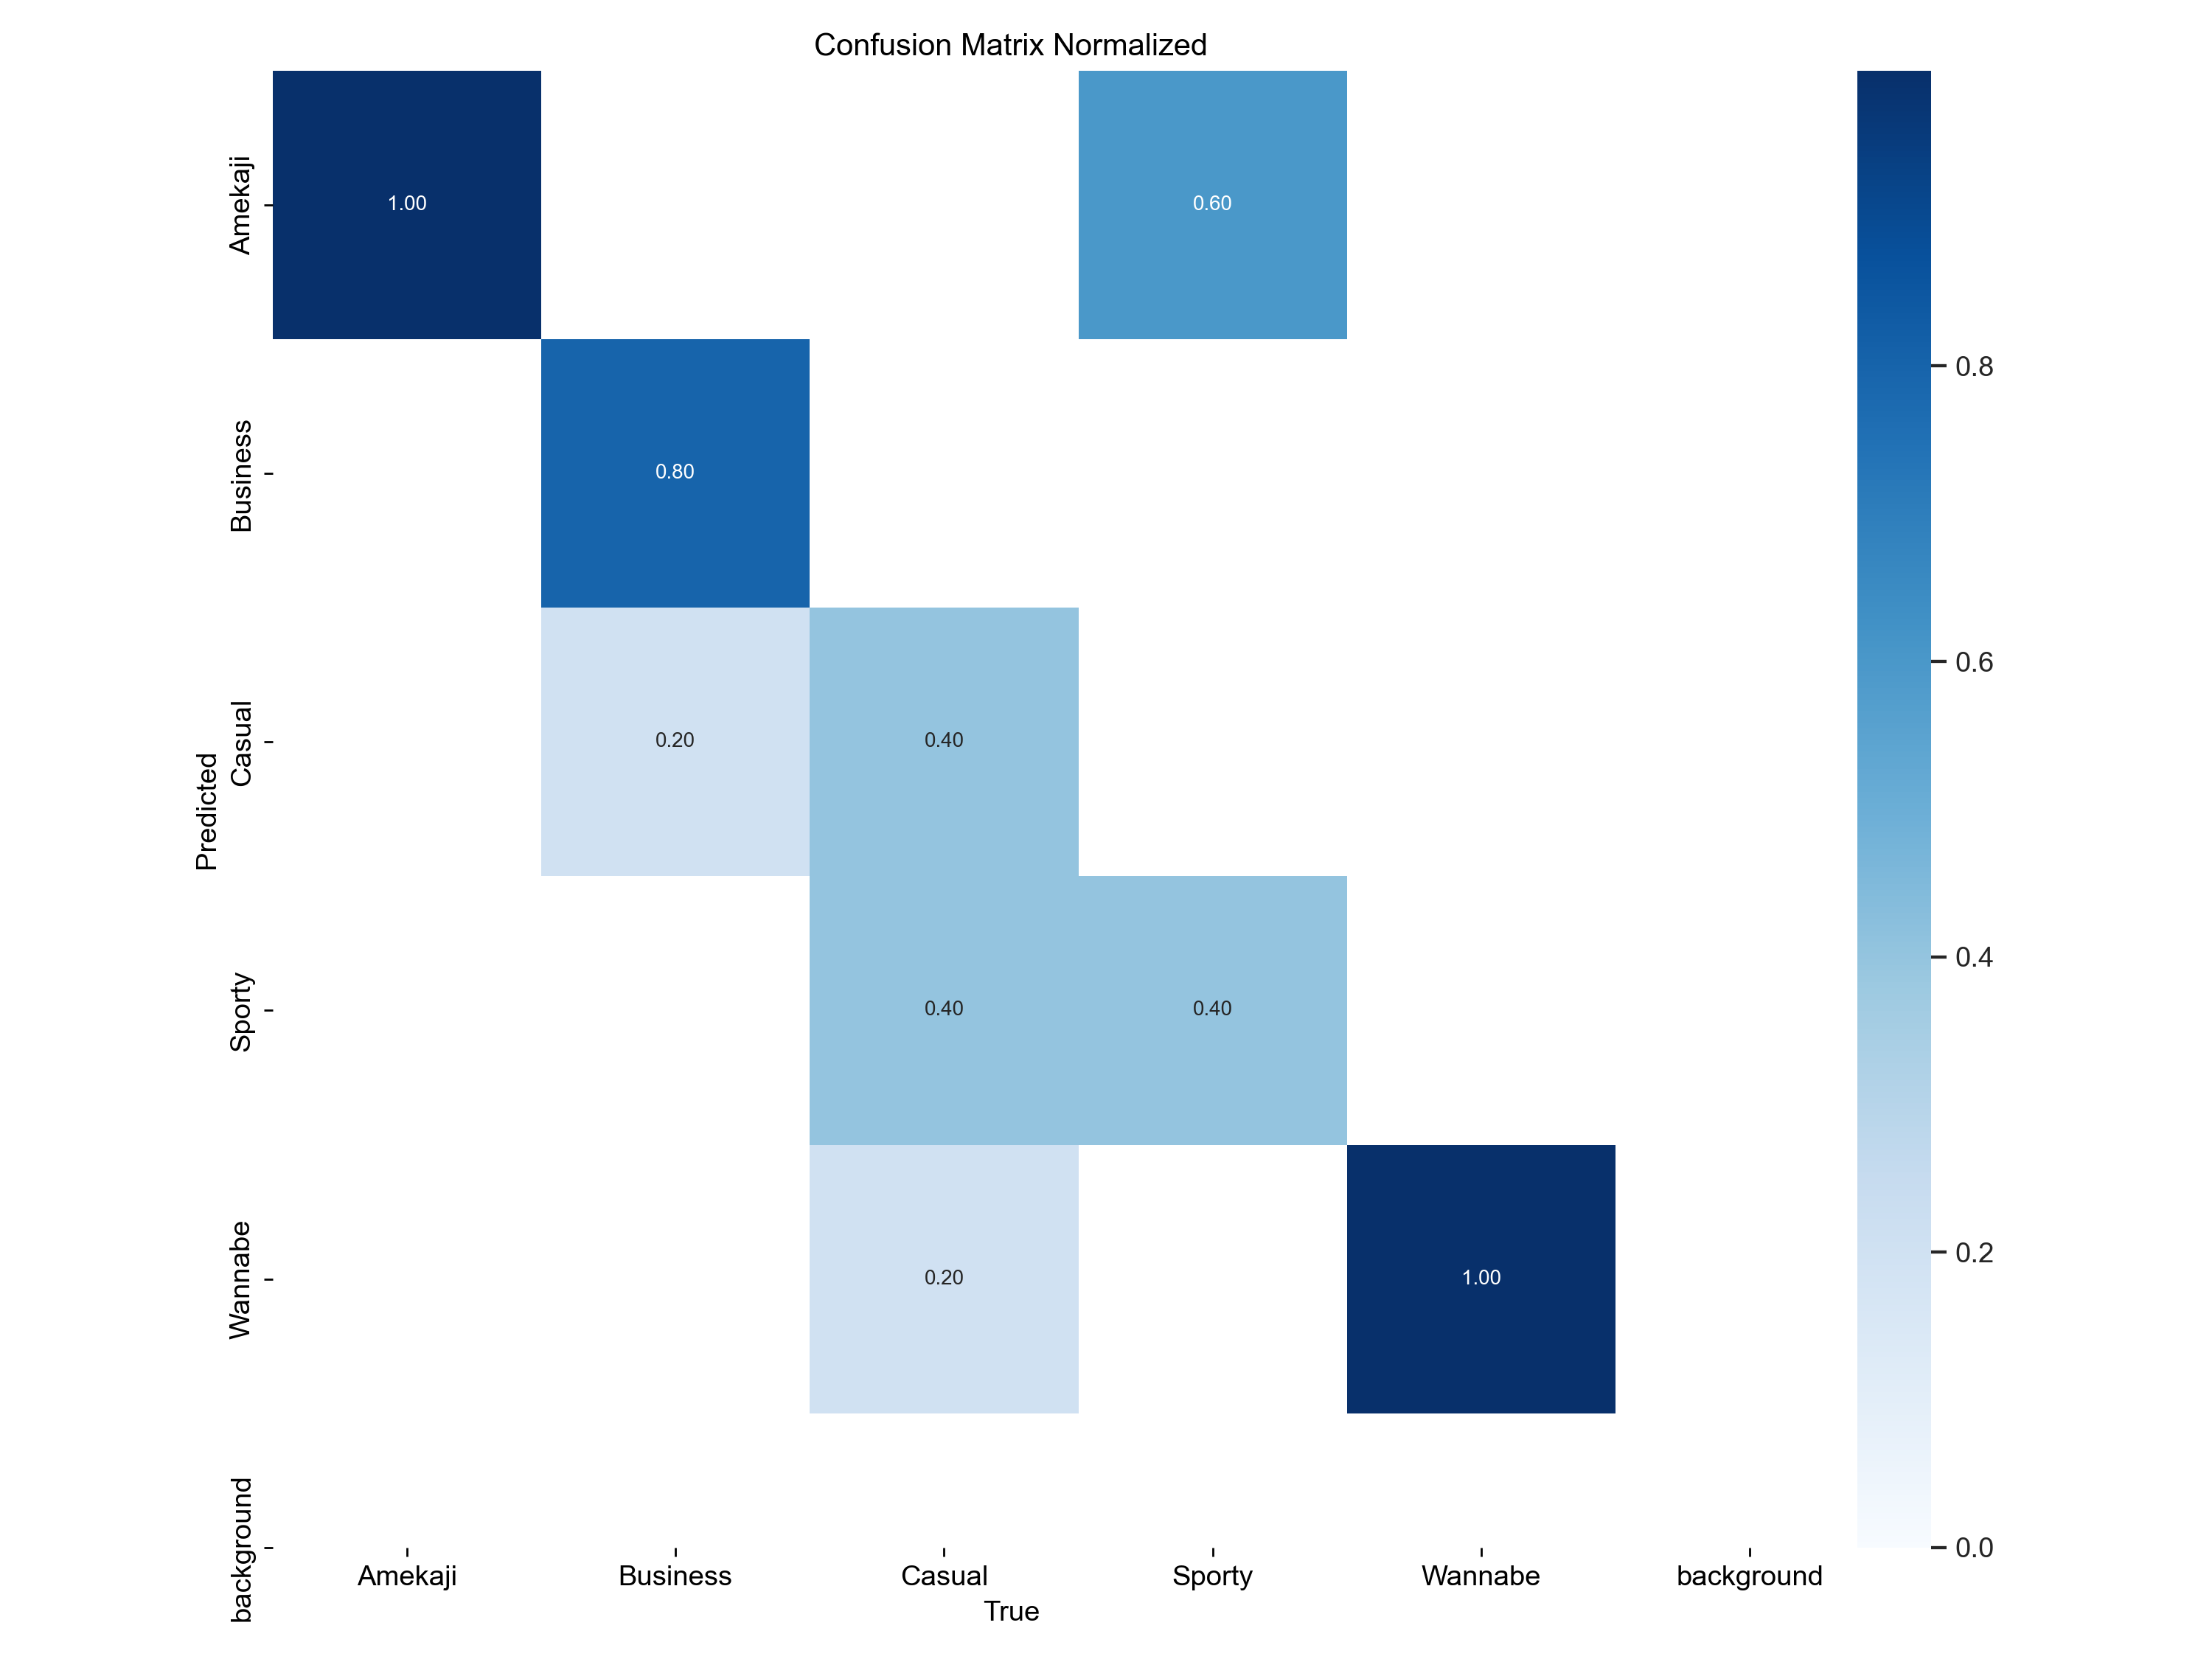 Confusion Matrix Normalized
Amekaji
1.00
0.60
Business
0.80
0.8
Casual
0.20
0.40
0.6
Predicted
Sporty
0.40
0.40
0.4
Wannabe
0.20
1.00
0.2
background
0.0
Amekaji
Business
Casual
Sporty
Wannabe
background
True